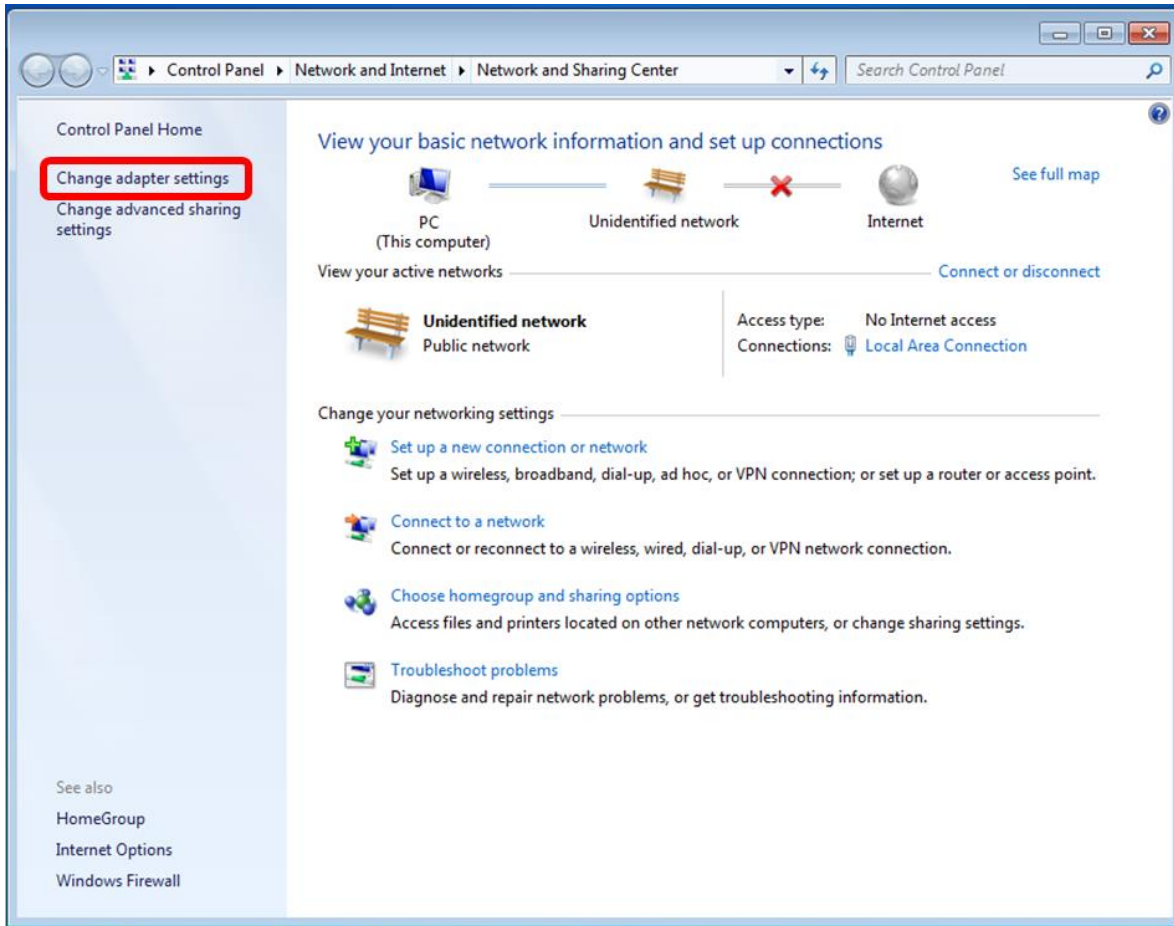 Control Panel ▸ Network and Internet ▸ Network and Sharing Center
Search Control Panel
Control Panel Home
Change adapter settings
Change advanced sharing
settings
View your basic network information and set up connections
See full map
PC
(This computer)
Unidentified network
Internet
View your active networks
Connect or disconnect
Unidentified network
Public network
Access type: No Internet access
Connections: Local Area Connection
Change your networking settings
Set up a new connection or network
Set up a wireless, broadband, dial-up, ad hoc, or VPN connection; or set up a router or access point.
Connect to a network
Connect or reconnect to a wireless, wired, dial-up, or VPN network connection.
Choose homegroup and sharing options
Access files and printers located on other network computers, or change sharing settings.
Troubleshoot problems
Diagnose and repair network problems, or get troubleshooting information.
See also
HomeGroup
Internet Options
Windows Firewall